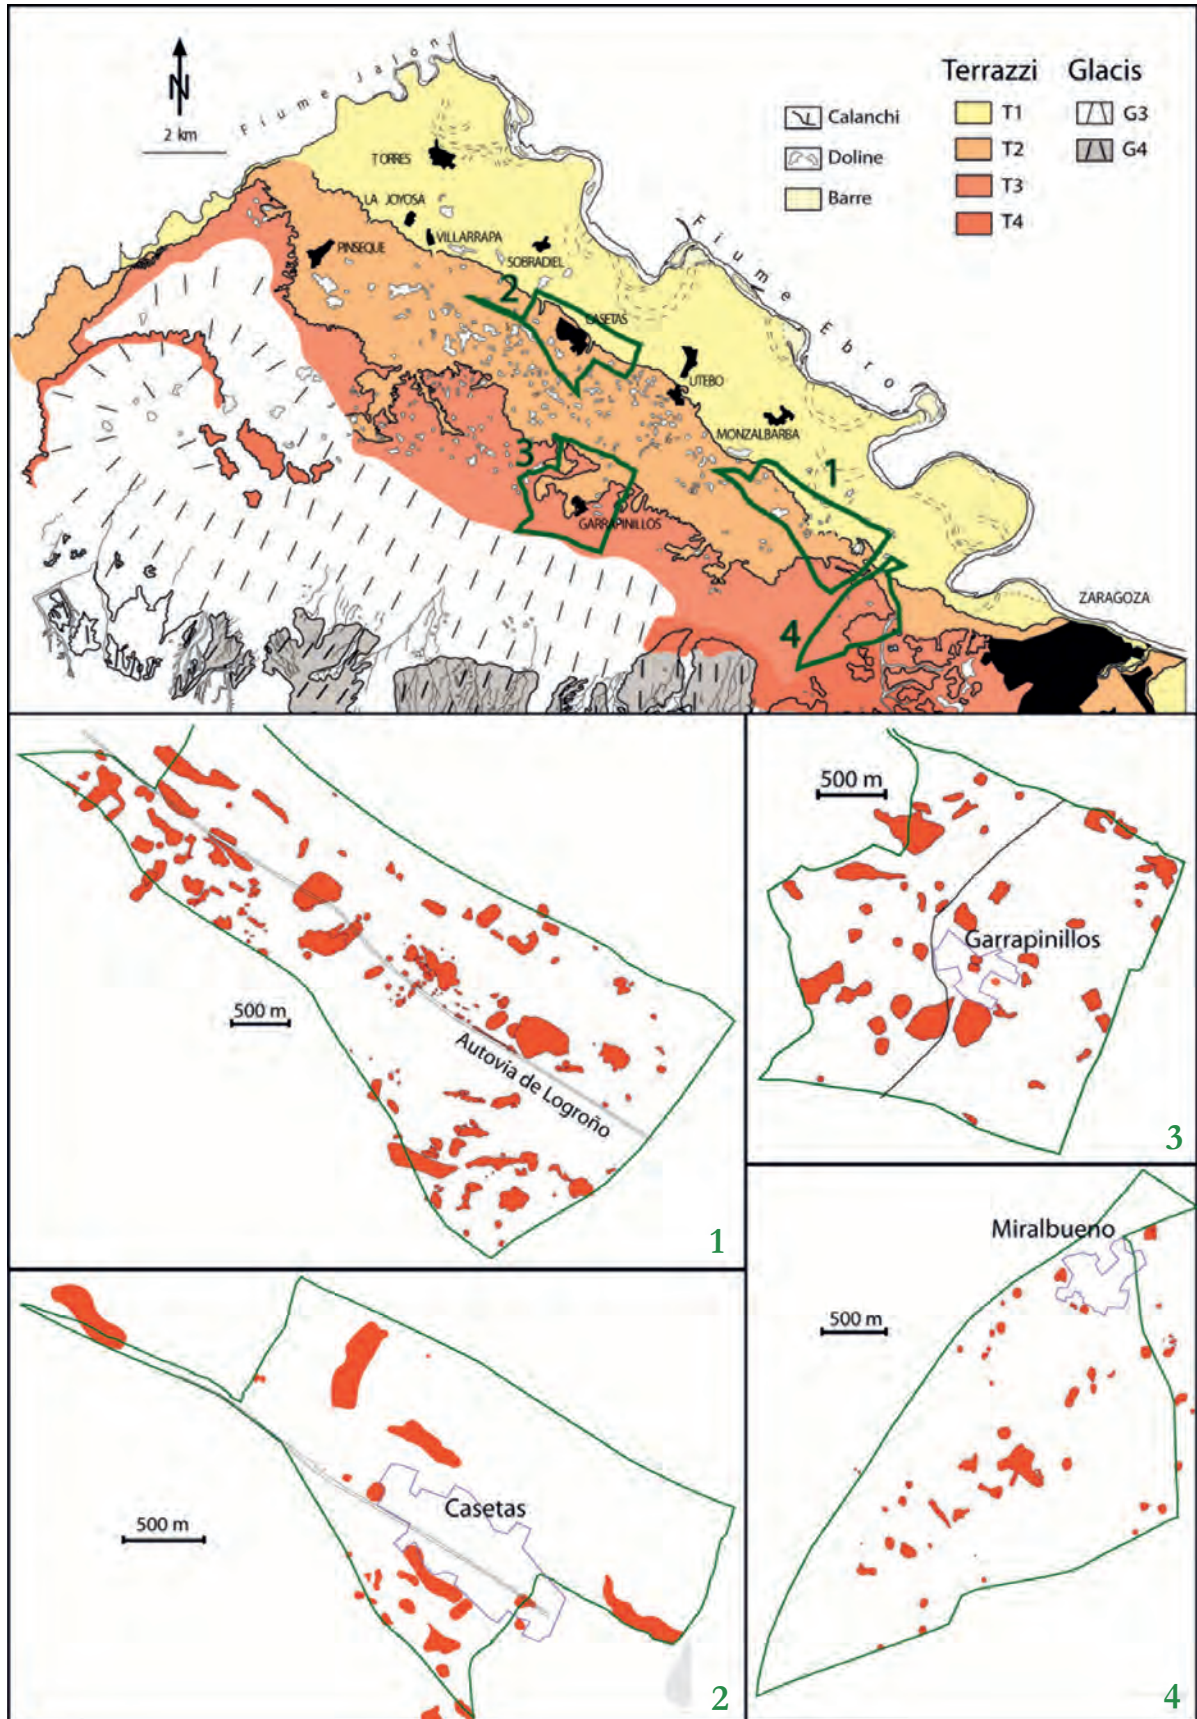 Fiume Jalón
N
2 km
Terrazzi
Glacis
Calanchi
Doline
Barre
T1
T2
T3
T4
G3
G4
TORRES
LA JOYOSA
VILLARRAPA
PINSEQUE
SOBRADIEL
Fiume Ebro
2
CASETAS
UTEBO
MONZALBARBA
3
1
GARRAPINILLOS
4
ZARAGOZA
500 m
Autovia de Logroño
1
500 m
Garrapinillos
3
500 m
Casetas
2
Miralbueno
500 m
4